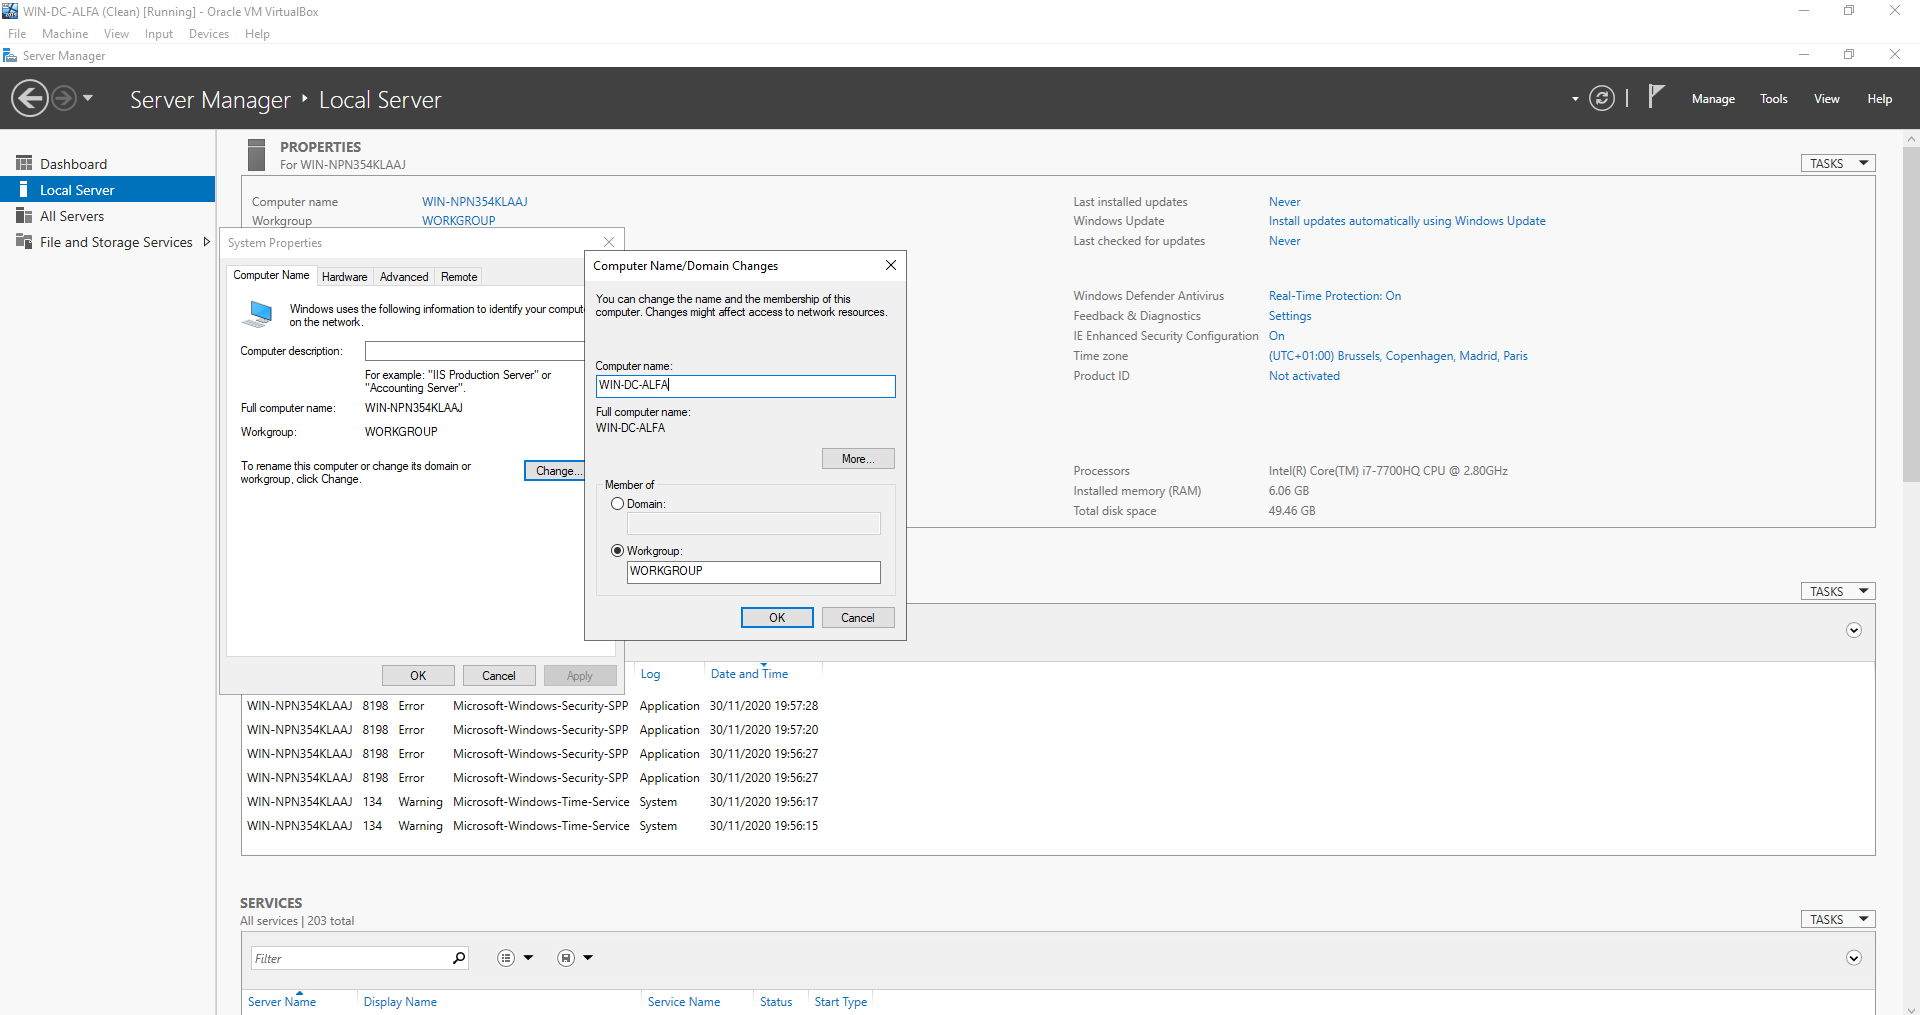 WIN-DC-ALFA (Clean) [Running] - Oracle VM VirtualBox
File Machine View Input Devices Help
Server Manager
Server Manager Local Server
Manage Tools View Help
Dashboard
Local Server
All Servers
File and Storage Services
PROPERTIES
For WIN-NPN354KLAAJ
TASKS
Computer name WIN-NPN354KLAAJ
Workgroup WORKGROUP
Last installed updates Never
Windows Update Install updates automatically using Windows Update
Last checked for updates Never
Windows Defender Antivirus Real-Time Protection: On
Feedback & Diagnostics Settings
IE Enhanced Security Configuration On
Time zone (UTC+01:00) Brussels, Copenhagen, Madrid, Paris
Product ID Not activated
Processors Intel(R) Core(TM) i7-7700HQ CPU @ 2.80GHz
Installed memory (RAM) 6.06 GB
Total disk space 49.46 GB
System Properties
Computer Name Hardware Advanced Remote
Windows uses the following information to identify your comput
on the network.
Computer description:
For example: "IIS Production Server" or
"Accounting Server".
Full computer name: WIN-NPN354KLAAJ
Workgroup: WORKGROUP
To rename this computer or change its domain or
workgroup, click Change.
Change...
OK Cancel Apply
Computer Name/Domain Changes
You can change the name and the membership of this
computer. Changes might affect access to network resources.
Computer name:
WIN-DC-ALFA
Full computer name:
WIN-DC-ALFA
More...
Member of
Domain:
Workgroup:
WORKGROUP
OK Cancel
TASKS
Log Date and Time
WIN-NPN354KLAAJ 8198 Error Microsoft-Windows-Security-SPP Application 30/11/2020 19:57:28
WIN-NPN354KLAAJ 8198 Error Microsoft-Windows-Security-SPP Application 30/11/2020 19:57:20
WIN-NPN354KLAAJ 8198 Error Microsoft-Windows-Security-SPP Application 30/11/2020 19:56:27
WIN-NPN354KLAAJ 8198 Error Microsoft-Windows-Security-SPP Application 30/11/2020 19:56:27
WIN-NPN354KLAAJ 134 Warning Microsoft-Windows-Time-Service System 30/11/2020 19:56:17
WIN-NPN354KLAAJ 134 Warning Microsoft-Windows-Time-Service System 30/11/2020 19:56:15
SERVICES
All services | 203 total
TASKS
Filter
Server Name Display Name Service Name Status Start Type